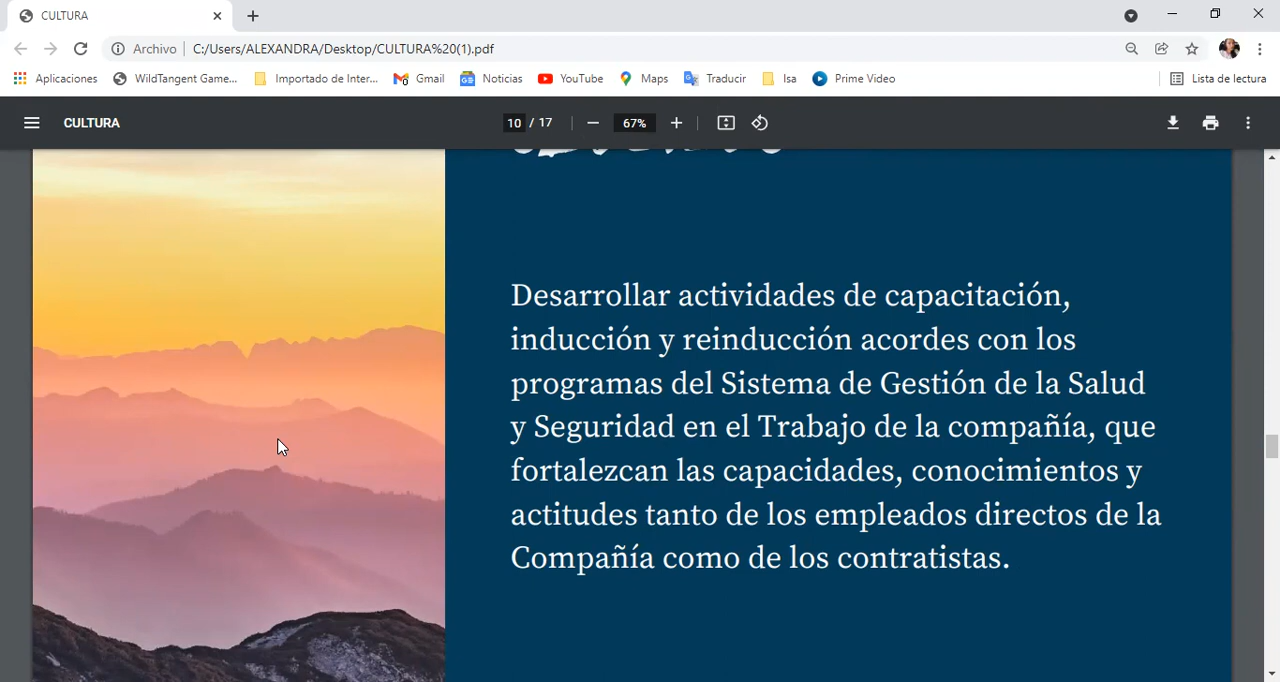 CULTURA
Archivo C:/Users/ALEXANDRA/Desktop/CULTURA%20(1).pdf
Aplicaciones WildTangent Game... Importado de Inter... Gmail Noticias YouTube Maps Traducir Isa Prime Video Lista de lectura
CULTURA 10 / 17 67%
Desarrollar actividades de capacitación,
inducción y reinducción acordes con los
programas del Sistema de Gestión de la Salud
y Seguridad en el Trabajo de la compañía, que
fortalezcan las capacidades, conocimientos y
actitudes tanto de los empleados directos de la
Compañía como de los contratistas.